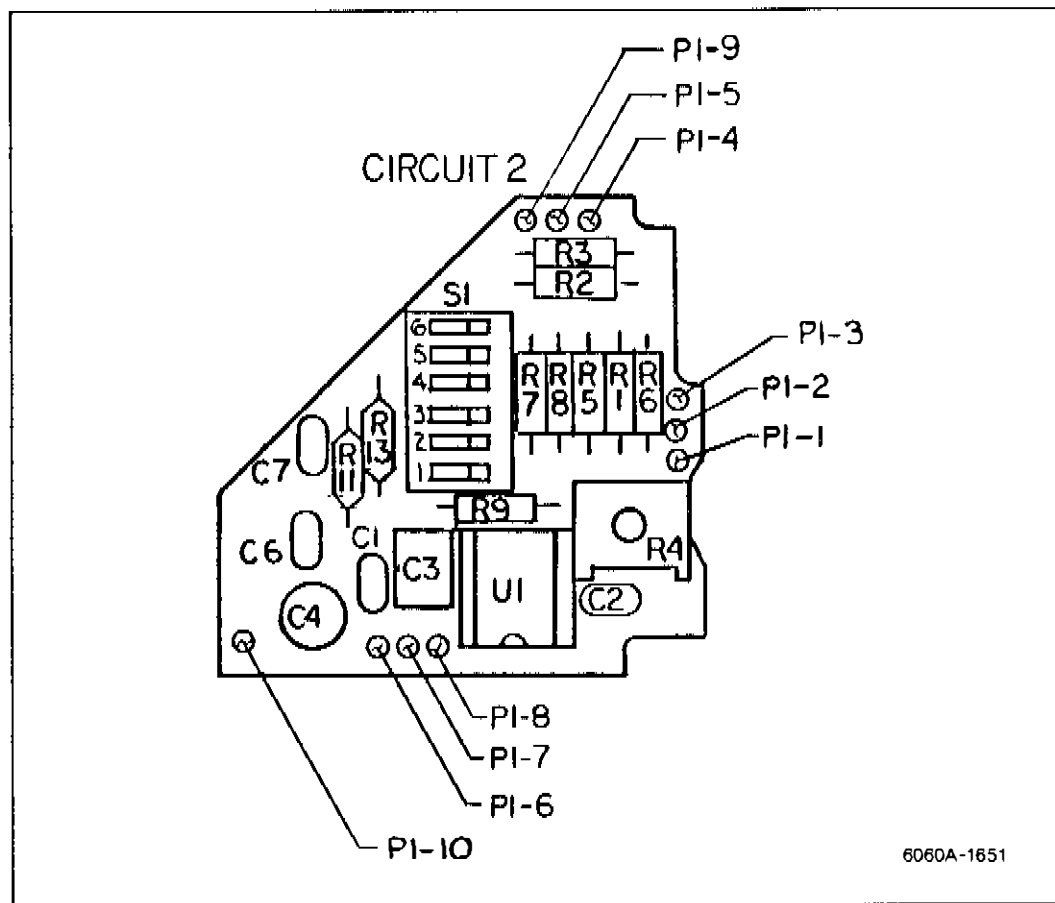 P1-9
P1-5
P1-4
CIRCUIT 2
R3
R2
S1
6
5
4
3
2
1
R7
R8
R5
R1
R6
P1-3
P1-2
P1-1
R13
R11
C7
R9
C6
C1
C3
U1
R4
C2
C4
P1-8
P1-7
P1-6
P1-10
6060A-1651